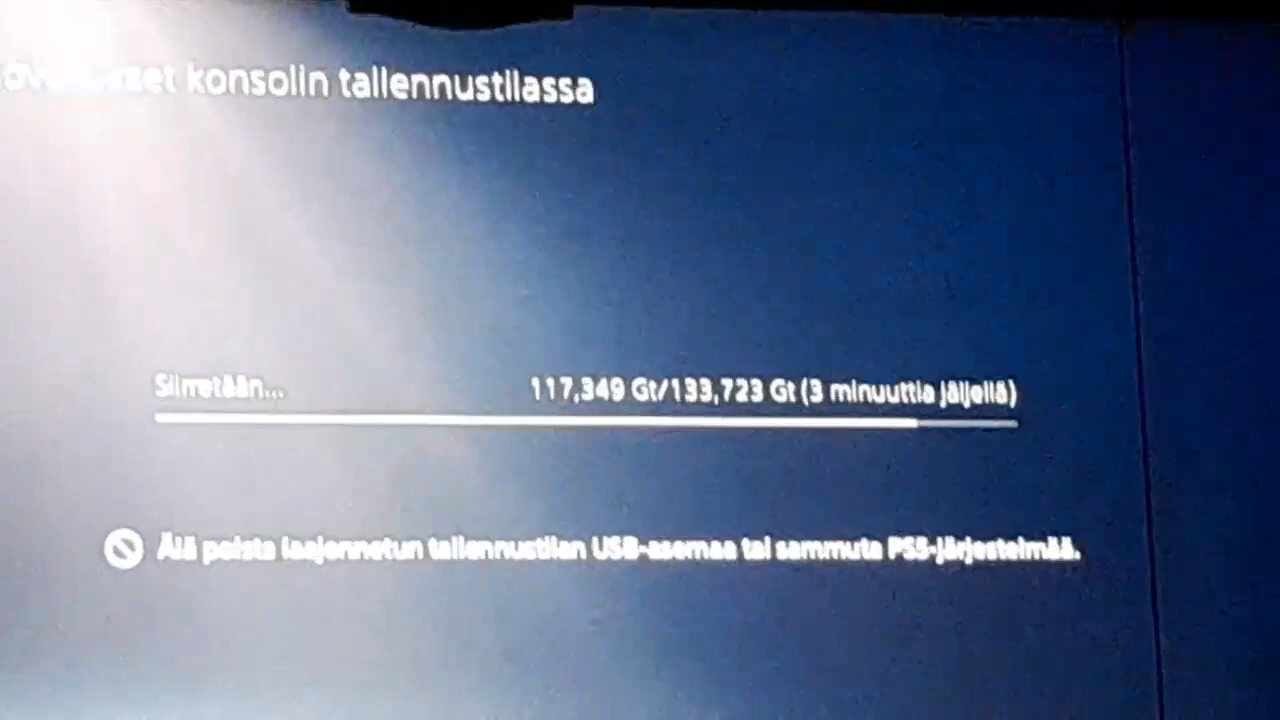 konsolin tallennustilassa
Siirretään...
117,349 Gt/133,723 Gt (3 minuuttia jäljellä)
Älä poista laajennetun tallennustilan USB-asemaa tai sammuta PS5-järjestelmää.